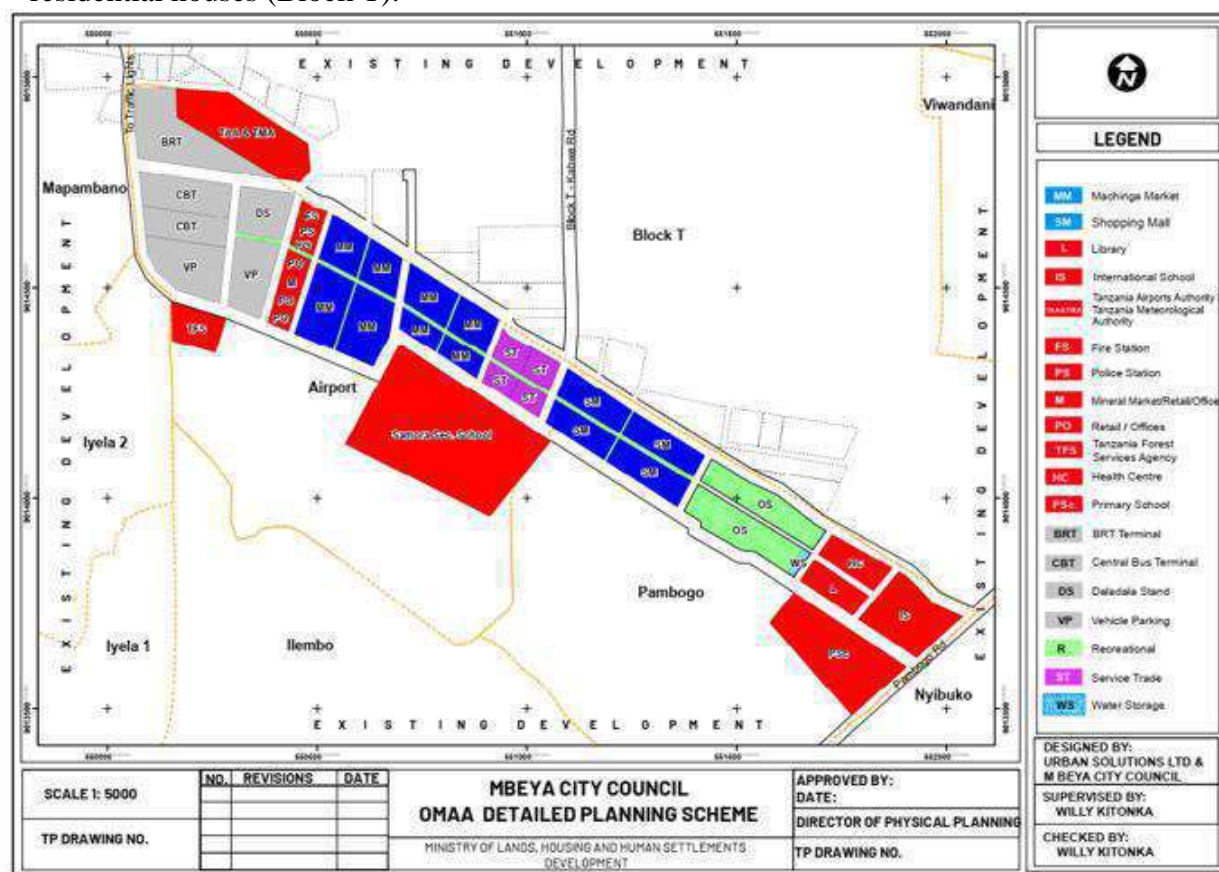 residential houses (Block T).
EXISTING DEVELOPMENT
To Traffic Lights
Viwandani
BRT
TAA & TMA
Block T - Kabwe Rd
Mapambano
CBT
DS
FS
PS
CBT
MM
MM
Block T
VP
VP
PO
M
PO
PO
MM
MM
MM
MM
MM
MM
TFS
ST
ST
ST
ST
Airport
SM
SM
SM
SM
Samora Sec. School
Iyela 2
OS
OS
WS
HC
L
IS
Pambogo
PSc
Pambogo Rd
Iyela 1
Ilembo
Nyibuko
EXISTING DEVELOPMENT
EXISTING DEVELOPMENT
EXISTING DEVELOPMENT
N
LEGEND
MM Machinga Market
SM Shopping Mall
L Library
IS International School
Tanzania Airports Authority
Tanzania Meteorological
Authority
FS Fire Station
PS Police Station
M Mineral Market/Retail/Office
PO Retail / Offices
TFS Tanzania Forest
Services Agency
HC Health Centre
PSc Primary School
BRT BRT Terminal
CBT Central Bus Terminal
DS Daladala Stand
VP Vehicle Parking
R Recreational
ST Service Trade
WS Water Storage
DESIGNED BY:
URBAN SOLUTIONS LTD &
MBEYA CITY COUNCIL
SUPERVISED BY:
WILLY KITONKA
CHECKED BY:
WILLY KITONKA
SCALE 1: 5000
TP DRAWING NO.
NO. REVISIONS DATE
MBEYA CITY COUNCIL
OMAA DETAILED PLANNING SCHEME
MINISTRY OF LANDS, HOUSING AND HUMAN SETTLEMENTS
DEVELOPMENT
APPROVED BY:
DATE:
DIRECTOR OF PHYSICAL PLANNING
TP DRAWING NO.